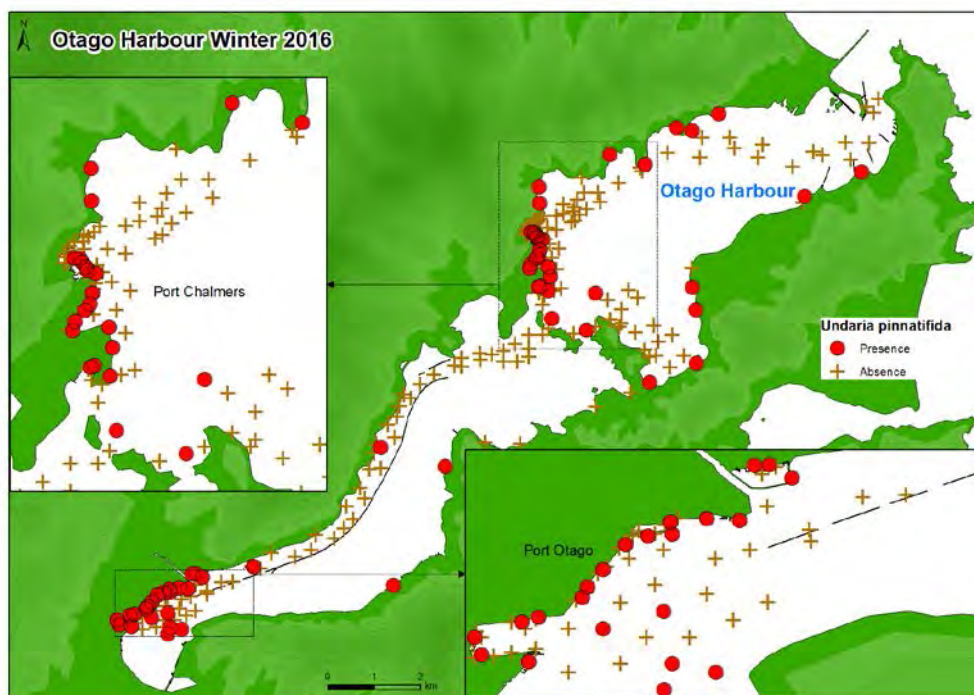 N
Otago Harbour Winter 2016
Otago Harbour
Port Chalmers
Undaria pinnatifida
Presence
Absence
Port Otago
0 1 2
km